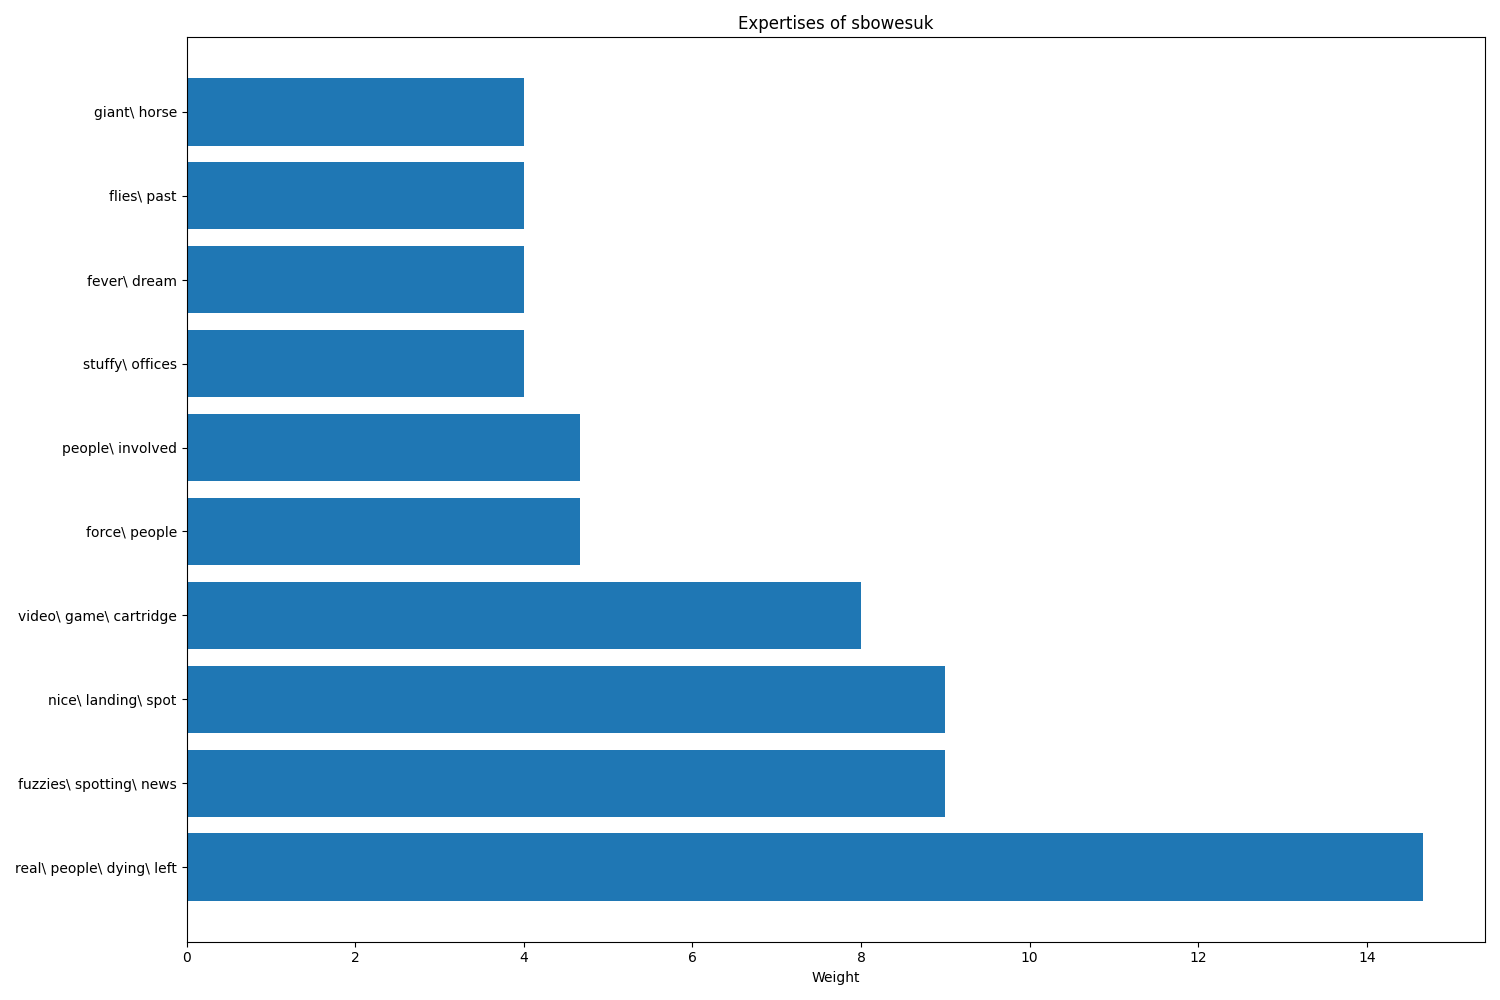 Expertises of sbowesuk
giant\ horse
flies\ past
fever\ dream
stuffy\ offices
people\ involved
force\ people
video\ game\ cartridge
nice\ landing\ spot
fuzzies\ spotting\ news
real\ people\ dying\ left
0 2 4 6 8 10 12 14
Weight